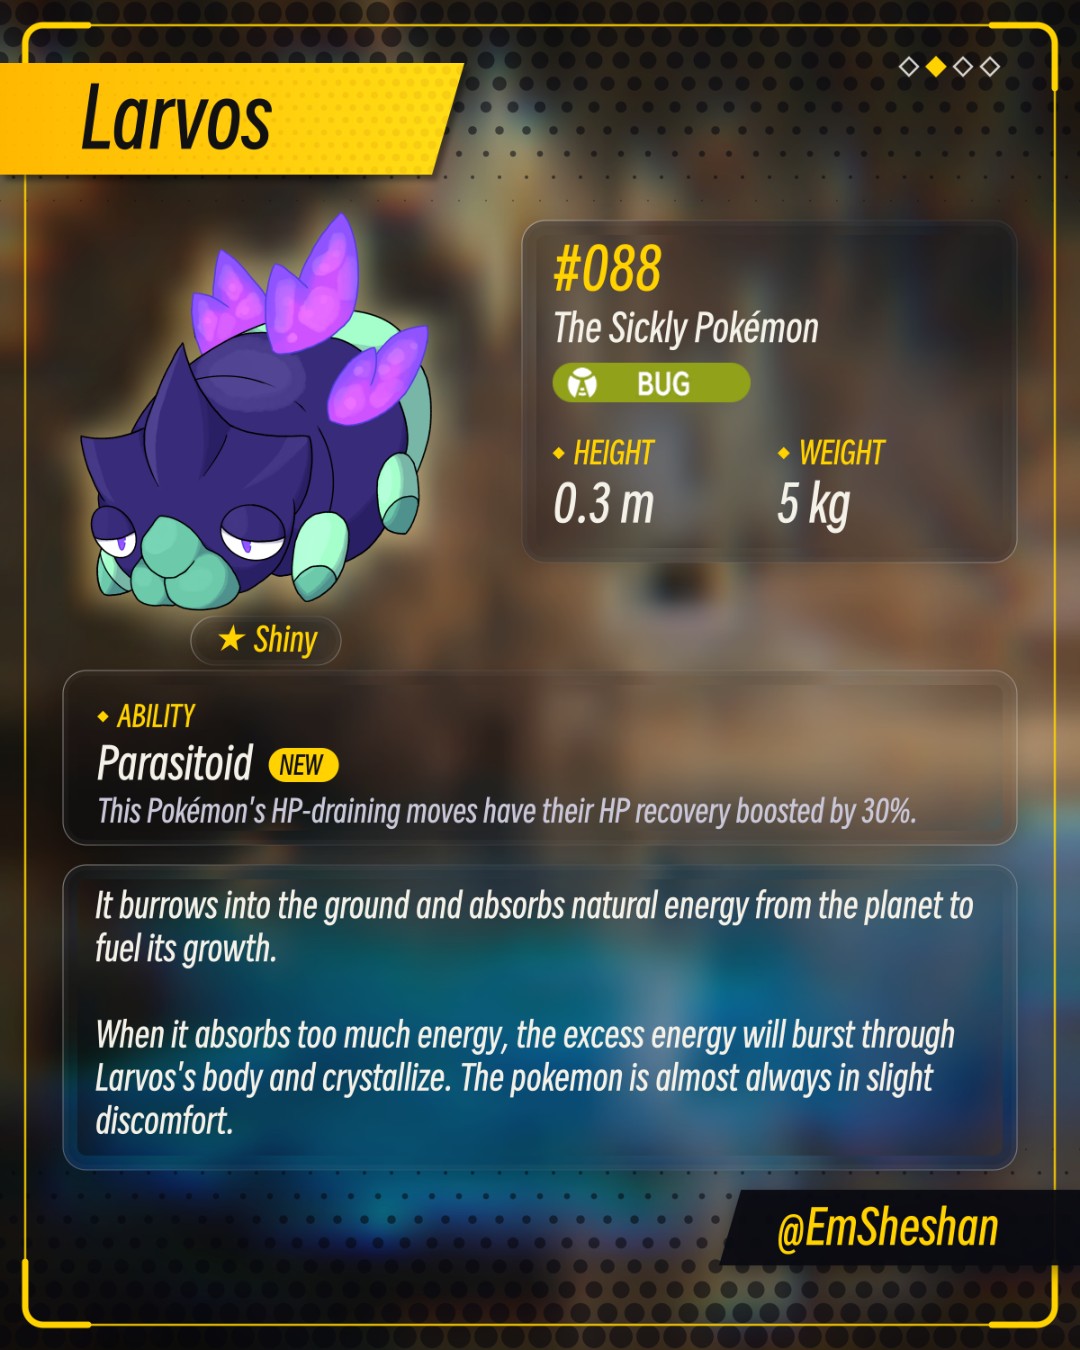 Larvos
#088
The Sickly Pokémon
BUG
HEIGHT
WEIGHT
0.3 m
5 kg
★ Shiny
ABILITY
Parasitoid NEW
This Pokémon's HP-draining moves have their HP recovery boosted by 30%.
It burrows into the ground and absorbs natural energy from the planet to
fuel its growth.
When it absorbs too much energy, the excess energy will burst through
Larvos's body and crystallize. The pokemon is almost always in slight
discomfort.
@EmSheshan